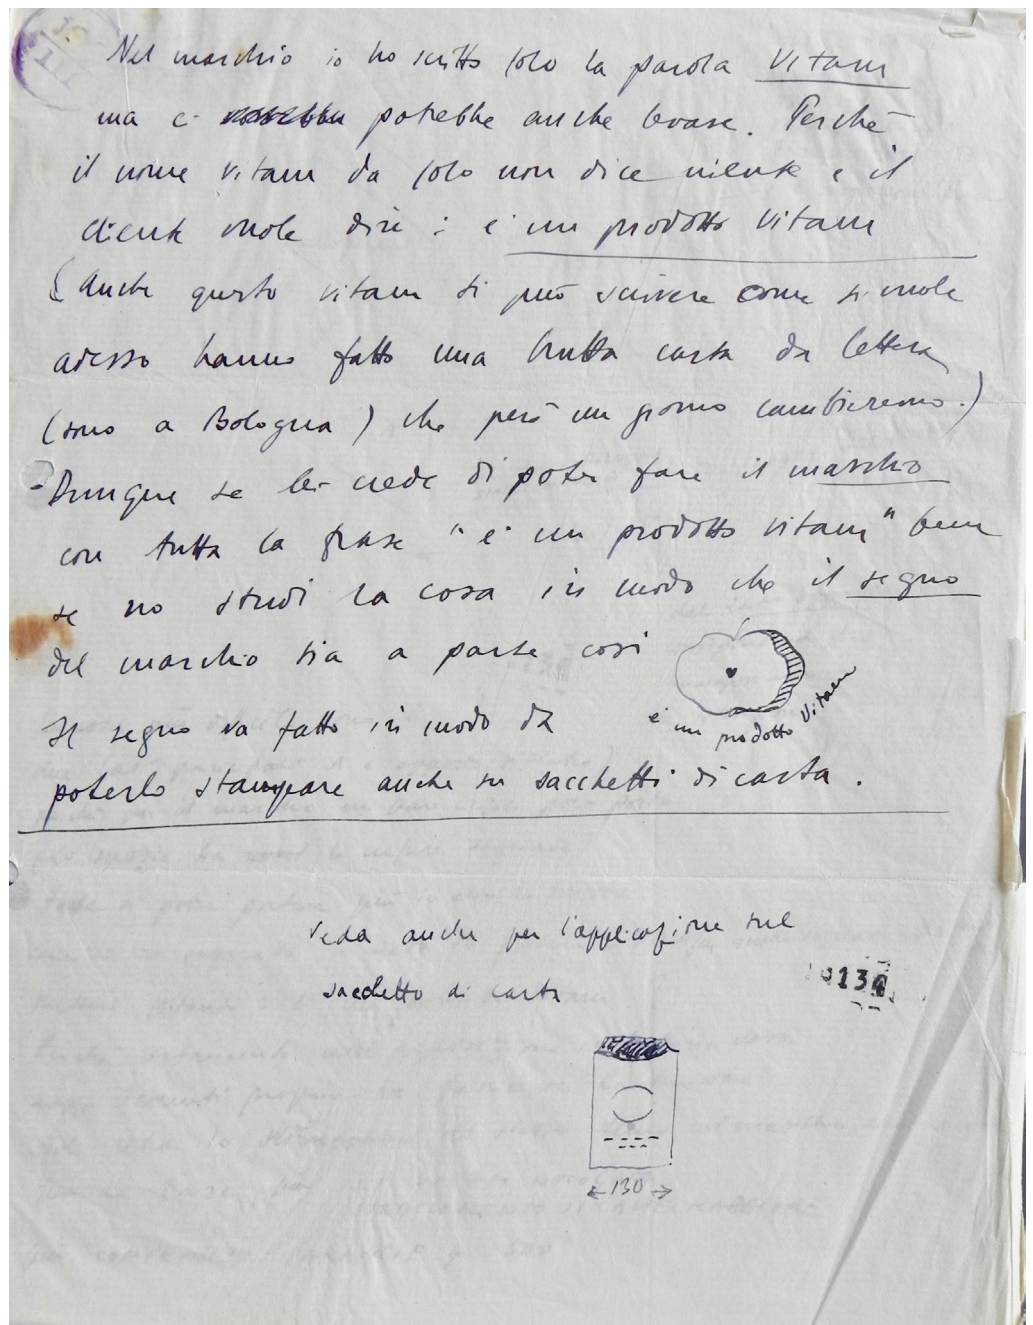 Nel marchio io ho scritto solo la parola Vitam
ma ci potrebbe anche levare. Perchè
il nome Vitam da solo non dice niente e il
cliente vuole dire : è un prodotto Vitam
(anche questo vitam si può scrivere come si vuole
adesso hanno fatto una brutta carta da lettera
(sono a Bologna) che però un giorno cambieremo.)
Dunque se lei crede di poter fare il marchio
con tutta la frase "è un prodotto vitam" bene
se no studi la cosa in modo che il segno
del marchio sia a parte così
è un prodotto Vitam
Il segno va fatto in modo da
poterlo stampare anche su sacchetti di carta.
Veda anche per l'applicazione sul
sacchetto di carta
130